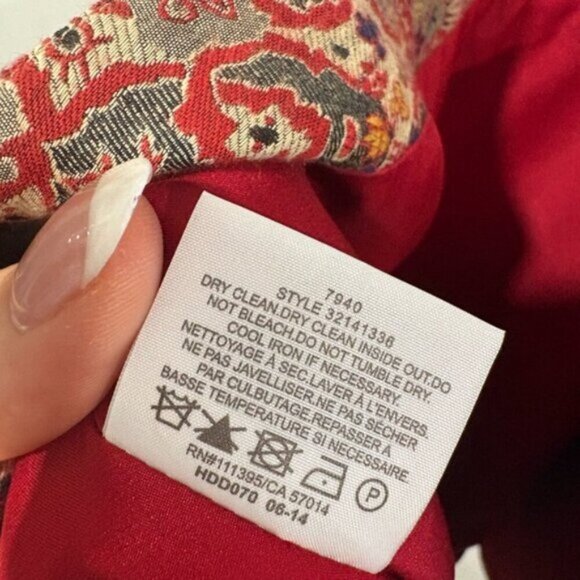 7940
STYLE 32141336
DRY CLEAN.DRY CLEAN INSIDE OUT.DO
NOT BLEACH.DO NOT TUMBLE DRY.
COOL IRON IF NECESSARY.
NETTOYAGE À SEC.LAVER À L'ENVERS.
NE PAS JAVELLISER.NE PAS SÉCHER
PAR CULBUTAGE.REPASSER À
BASSE TEMPERATURE SI NECESSAIRE.
P
RN#111395/CA 57014
HDD070 06-14